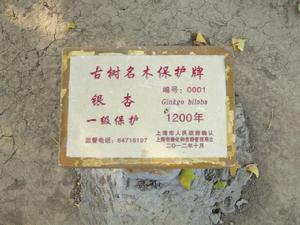 古树名木保护牌
编号：0001
银杏
Ginkgo biloba
一级保护
1200年
监督电话：64716197
上海市人民政府确认
二〇一二年十月